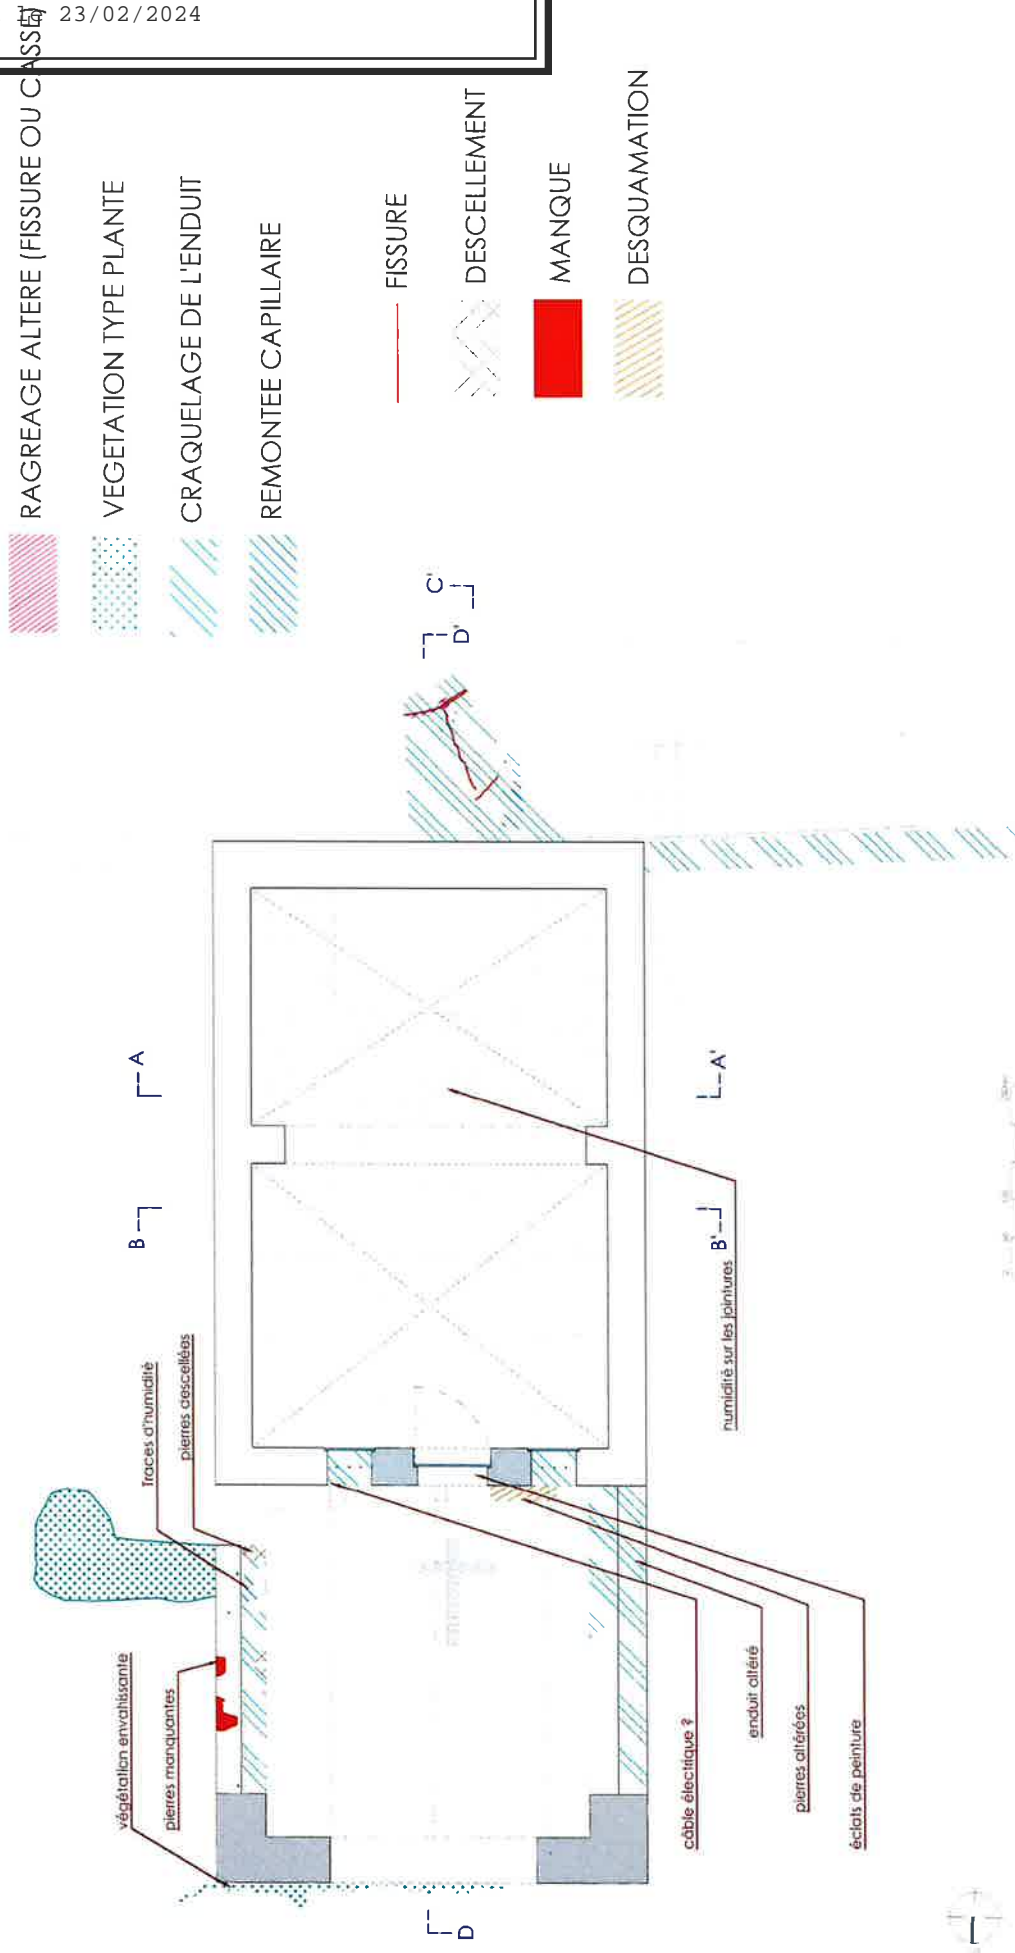 le 23/02/2024
RAGREAGE ALTERE (FISSURE OU CASSE)
VEGETATION TYPE PLANTE
CRAQUELAGE DE L'ENDUIT
REMONTEE CAPILLAIRE
FISSURE
DESCELLEMENT
MANQUE
DESQUAMATION
C'
D'
A
A'
B
B'
D
Traces d'humidité
pierres descellées
végétation envahissante
pierres manquantes
humidité sur les jointures
câble électrique ?
enduit altéré
pierres altérées
éclats de peinture